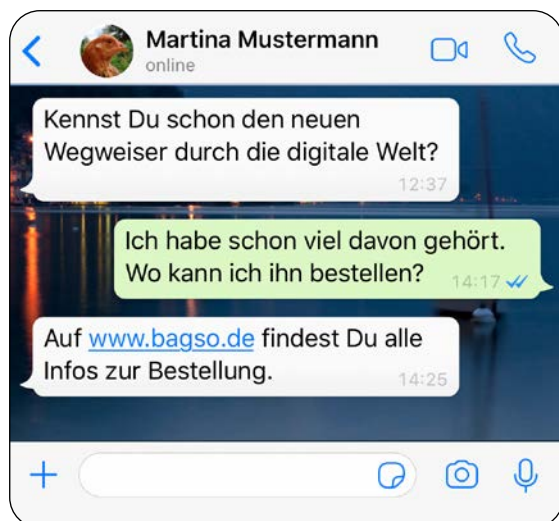 Martina Mustermann
online
Kennst Du schon den neuen
Wegweiser durch die digitale Welt?
12:37
Ich habe schon viel davon gehört.
Wo kann ich ihn bestellen?
14:17
Auf www.bagso.de findest Du alle
Infos zur Bestellung.
14:25